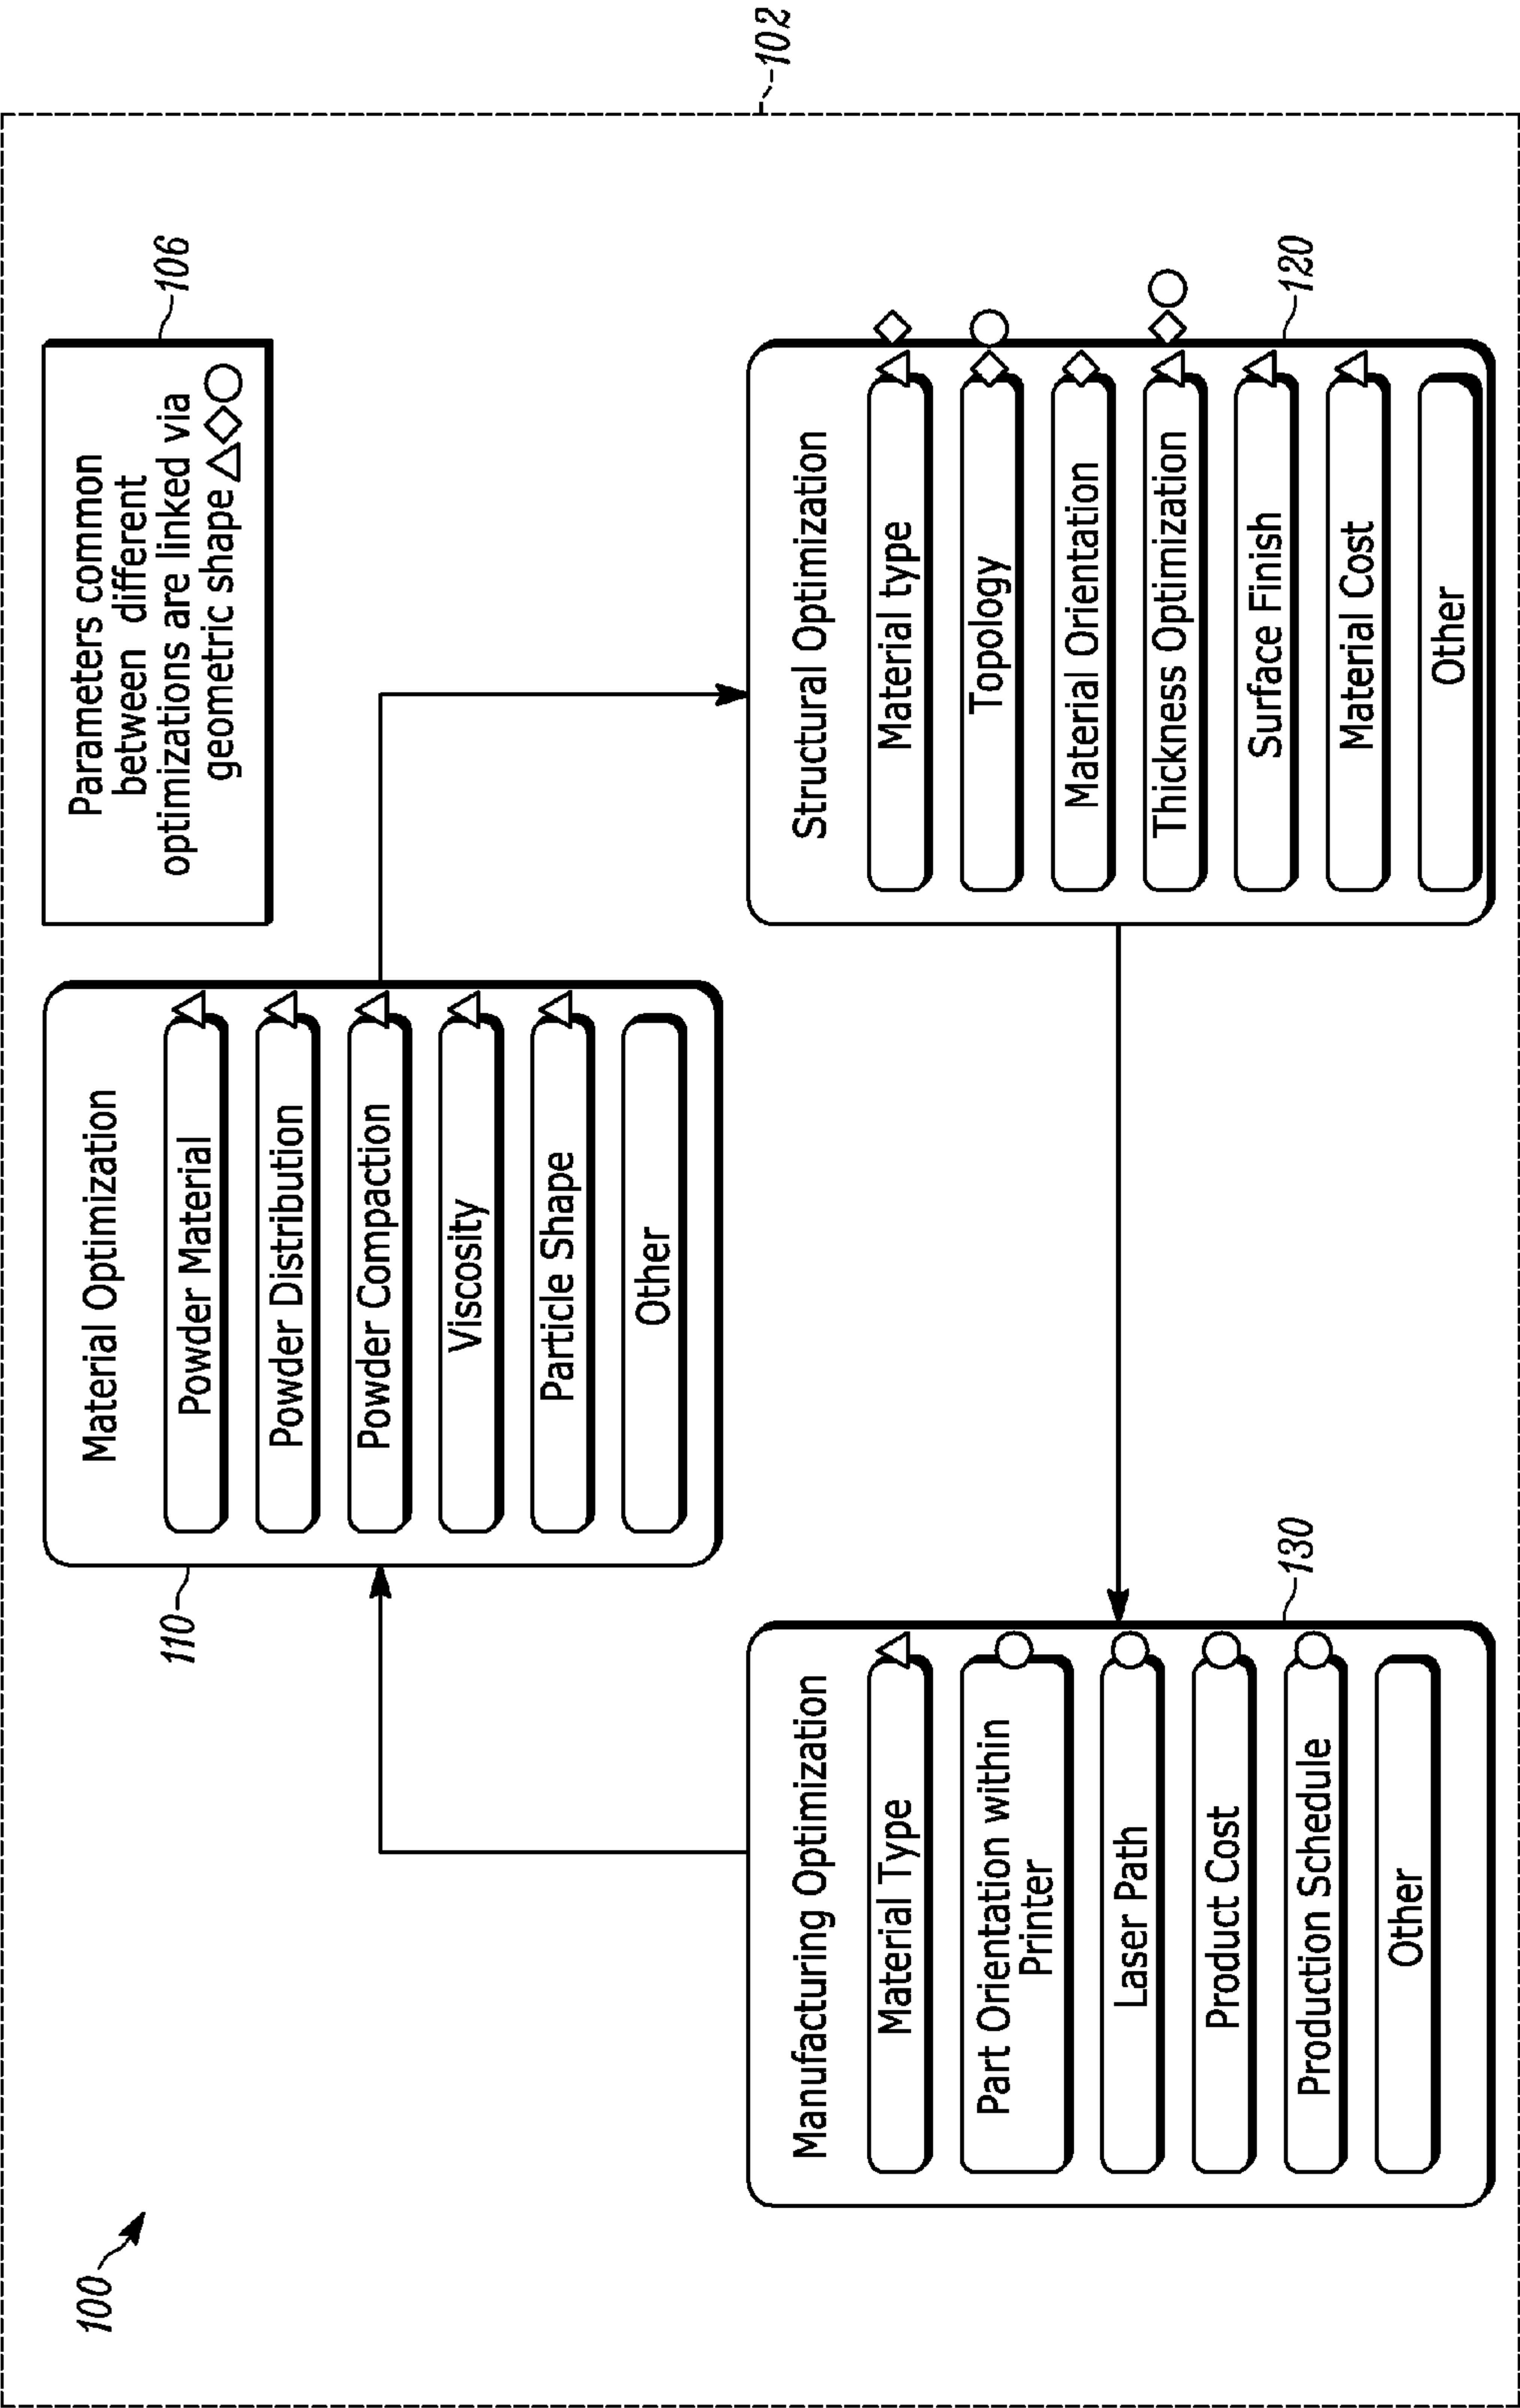 100
102
Parameters common
between different
optimizations are linked via
geometric shape
106
110
Material Optimization
Powder Material
Powder Distribution
Powder Compaction
Viscosity
Particle Shape
Other
Manufacturing Optimization
Material Type
Part Orientation within
Printer
Laser Path
Product Cost
Production Schedule
Other
130
Structural Optimization
Material type
Topology
Material Orientation
Thickness Optimization
Surface Finish
Material Cost
Other
120